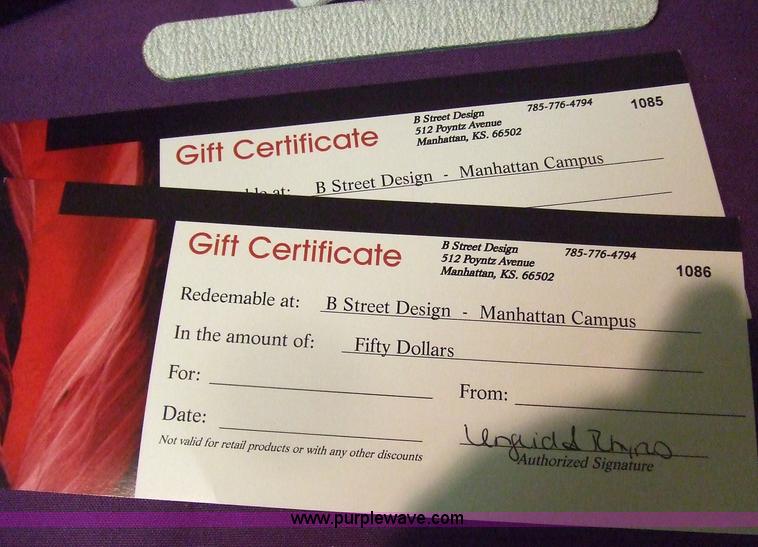 Gift Certificate
B Street Design
512 Poyntz Avenue
Manhattan, KS. 66502
785-776-4794
1085
at: B Street Design - Manhattan Campus
Gift Certificate
B Street Design
512 Poyntz Avenue
Manhattan, KS. 66502
785-776-4794
1086
Redeemable at: B Street Design - Manhattan Campus
In the amount of: Fifty Dollars
For:
From:
Date:
Not valid for retail products or with any other discounts
Authorized Signature
www.purplewave.com